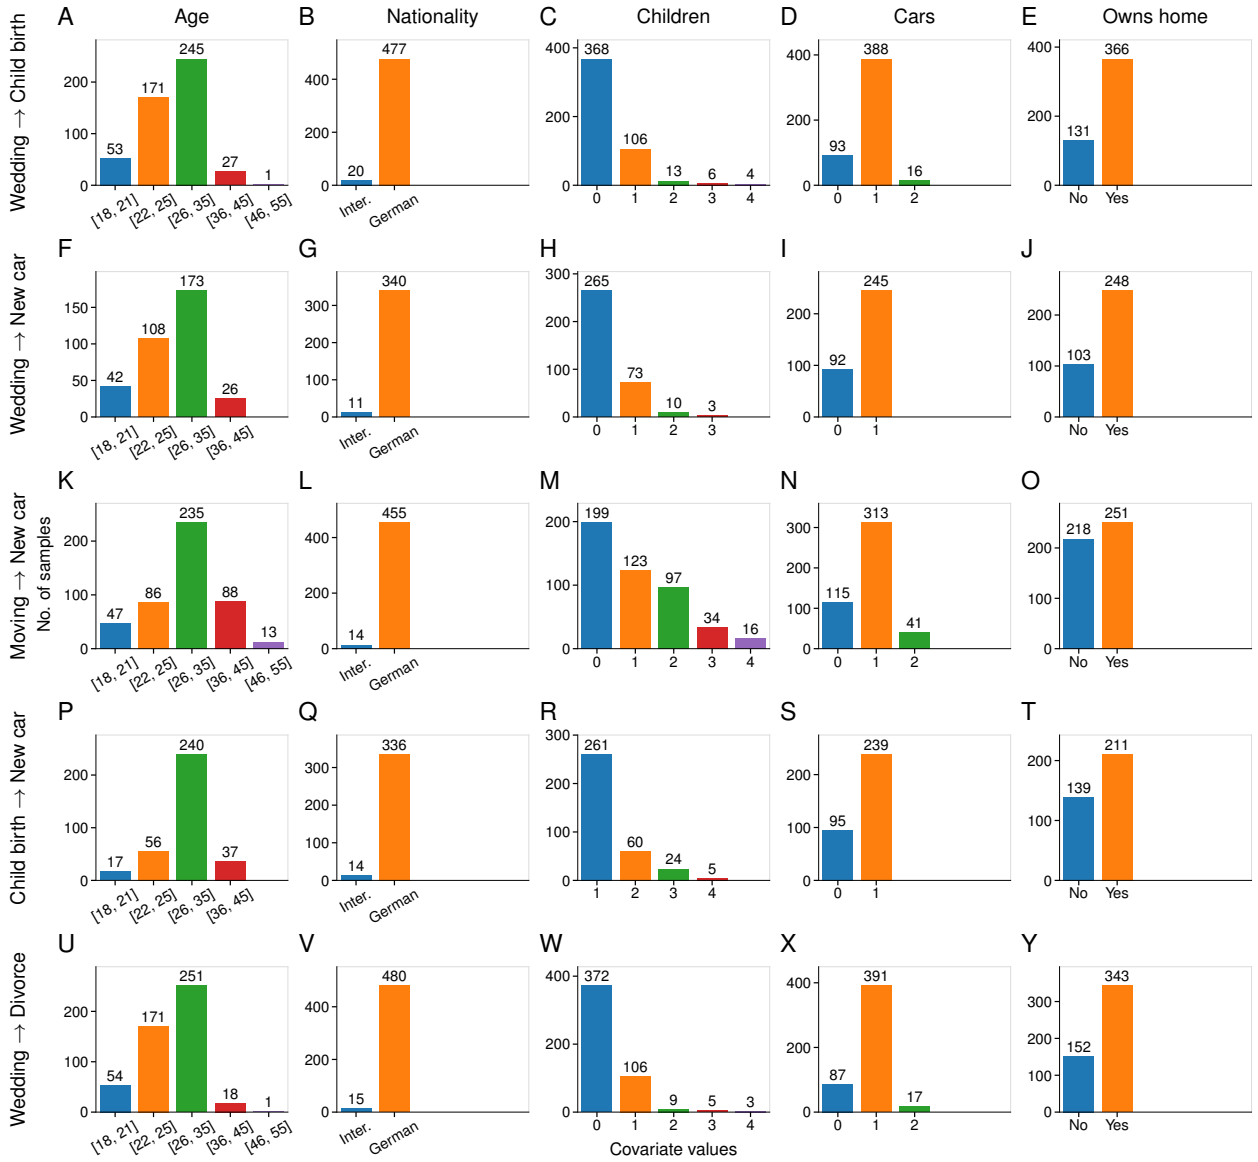 A Age B Nationality C Children D Cars E Owns home
Wedding → Child birth
0 100 200
53 171 245 27 1
[18, 21] [22, 25] [26, 35] [36, 45] [46, 55]
0 200 400
20 477
Inter. German
0 200 400
368 106 13 6 4
0 1 2 3 4
0 200 400
93 388 16
0 1 2
0 200 400
131 366
No Yes
F G H I J
Wedding → New car
0 50 100 150
42 108 173 26
[18, 21] [22, 25] [26, 35] [36, 45]
0 100 200 300
11 340
Inter. German
0 100 200 300
265 73 10 3
0 1 2 3
0 100 200
92 245
0 1
0 100 200
103 248
No Yes
K L M N O
Moving → New car
No. of samples
0 100 200
47 86 235 88 13
[18, 21] [22, 25] [26, 35] [36, 45] [46, 55]
0 200 400
14 455
Inter. German
0 100 200
199 123 97 34 16
0 1 2 3 4
0 100 200 300
115 313 41
0 1 2
0 100 200
218 251
No Yes
P Q R S T
Child birth → New car
0 100 200
17 56 240 37
[18, 21] [22, 25] [26, 35] [36, 45]
0 100 200 300
14 336
Inter. German
0 100 200 300
261 60 24 5
1 2 3 4
0 100 200
95 239
0 1
0 100 200
139 211
No Yes
U V W X Y
Wedding → Divorce
0 100 200
54 171 251 18 1
[18, 21] [22, 25] [26, 35] [36, 45] [46, 55]
0 200 400
15 480
Inter. German
0 200 400
372 106 9 5 3
0 1 2 3 4
0 200 400
87 391 17
0 1 2
0 100 200 300
152 343
No Yes
Covariate values